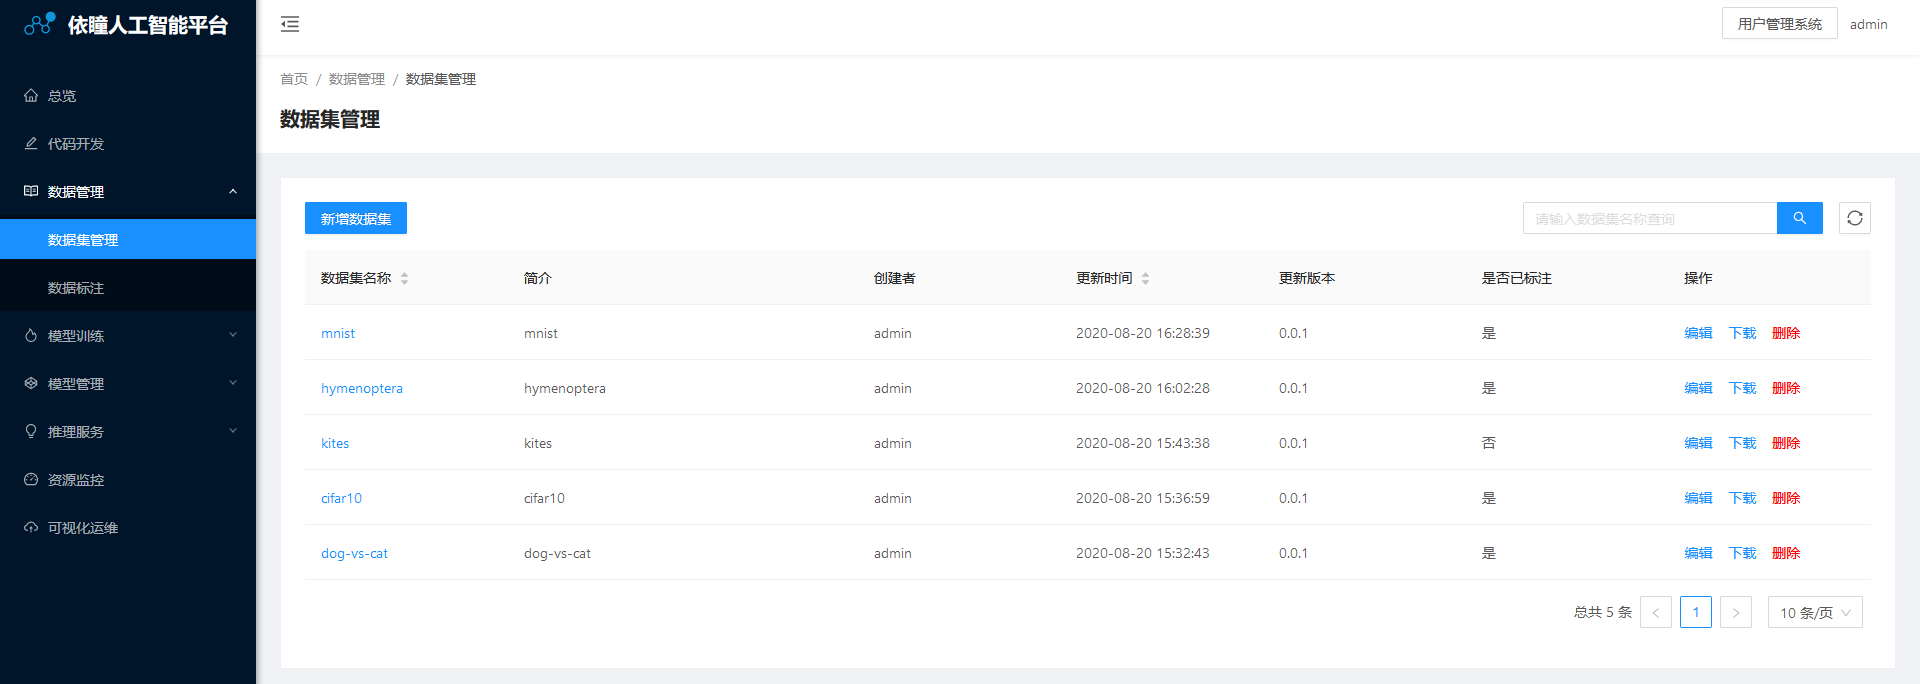 依瞳人工智能平台
用户管理系统 admin
总览
代码开发
数据管理
数据集管理
数据标注
模型训练
模型管理
推理服务
资源监控
可视化运维
首页 / 数据管理 / 数据集管理
数据集管理
新增数据集 请输入数据集名称查询
数据集名称 简介 创建者 更新时间 更新版本 是否已标注 操作
mnist mnist admin 2020-08-20 16:28:39 0.0.1 是 编辑 下载 删除
hymenoptera hymenoptera admin 2020-08-20 16:02:28 0.0.1 是 编辑 下载 删除
kites kites admin 2020-08-20 15:43:38 0.0.1 否 编辑 下载 删除
cifar10 cifar10 admin 2020-08-20 15:36:59 0.0.1 是 编辑 下载 删除
dog-vs-cat dog-vs-cat admin 2020-08-20 15:32:43 0.0.1 是 编辑 下载 删除
总共 5 条 < 1 > 10 条/页